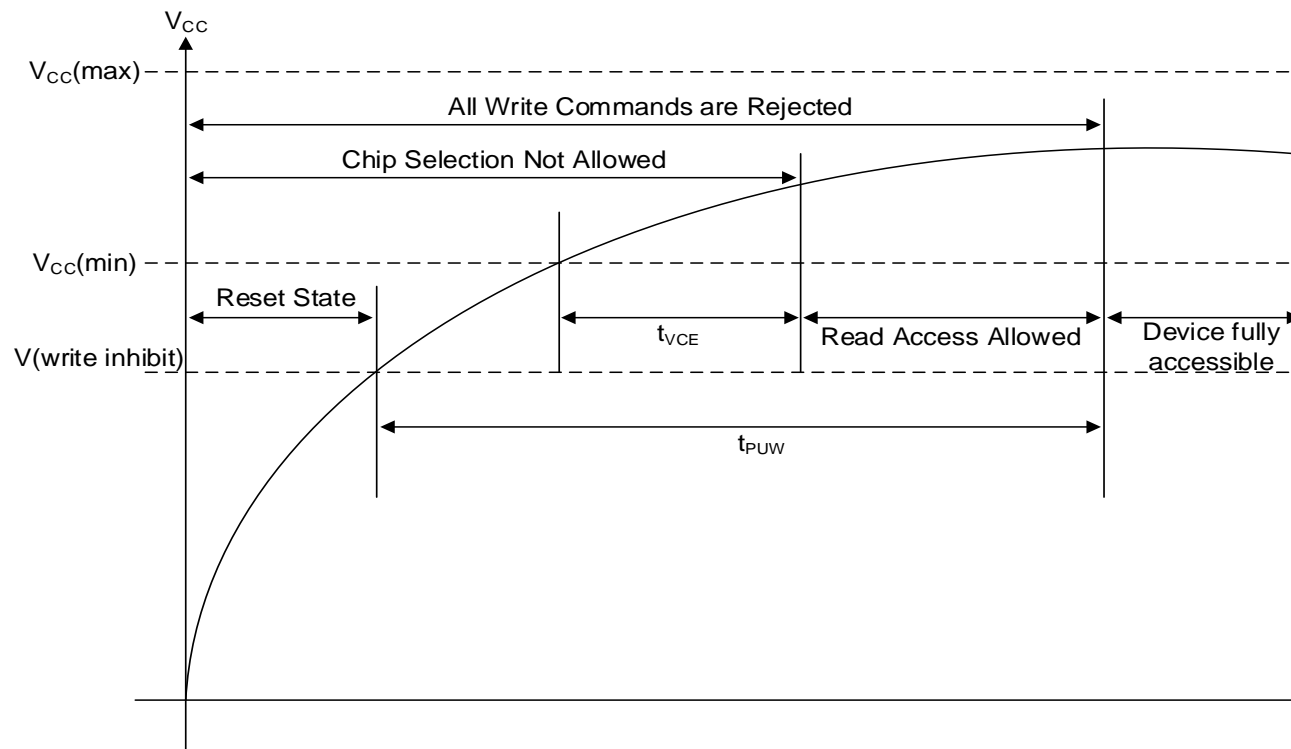 VCC
VCC(max)
All Write Commands are Rejected
Chip Selection Not Allowed
VCC(min)
Reset State
tVCE
Read Access Allowed
Device fully
accessible
V(write inhibit)
tPUW